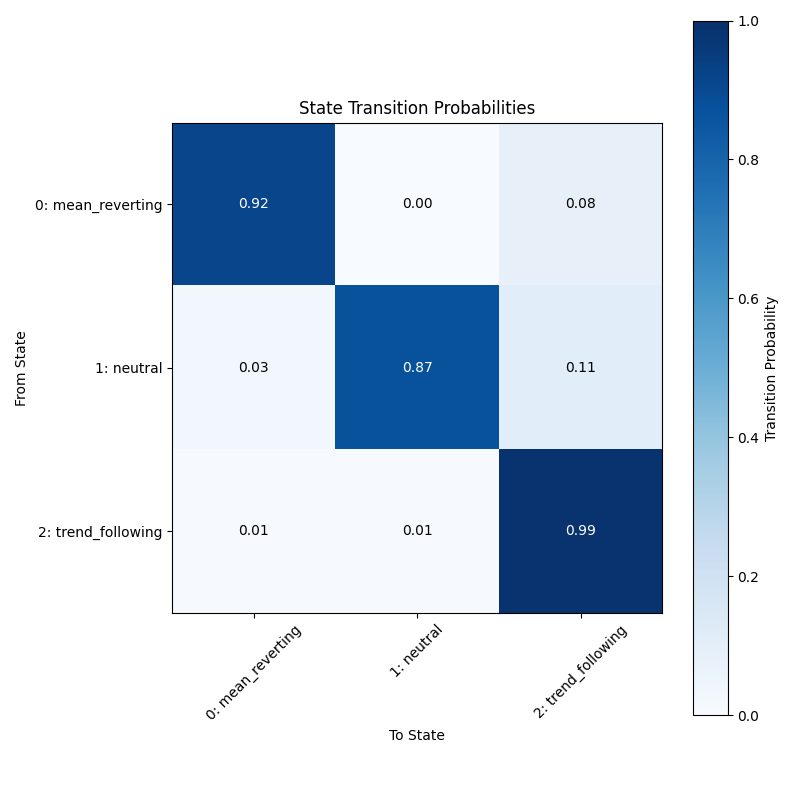 State Transition Probabilities
From State
0: mean_reverting
0.92
0.00
0.08
1: neutral
0.03
0.87
0.11
2: trend_following
0.01
0.01
0.99
0: mean_reverting
1: neutral
2: trend_following
To State
1.0
0.8
0.6
0.4
0.2
0.0
Transition Probability